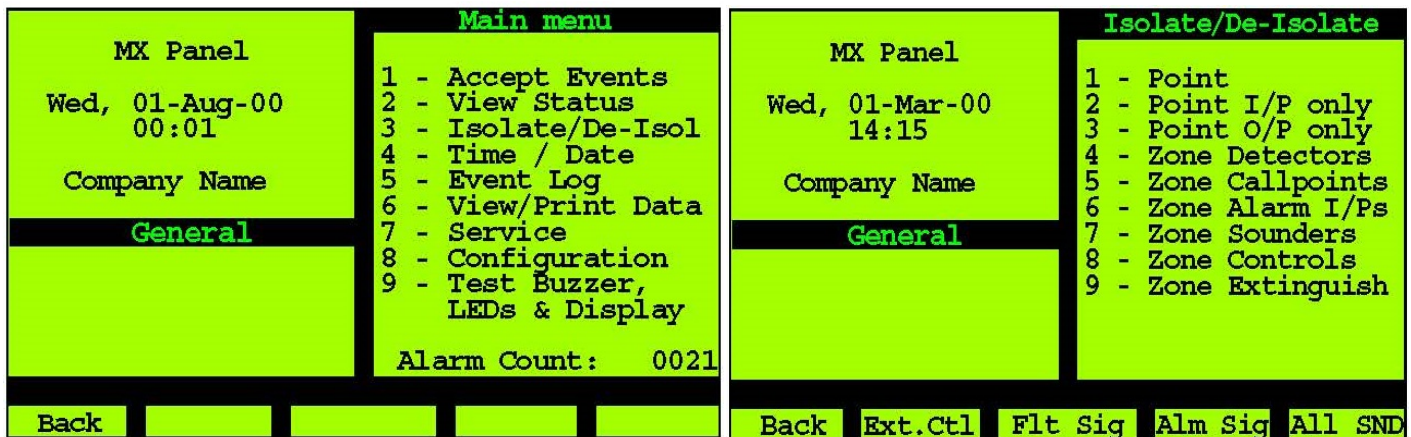 MX Panel
Wed, 01-Aug-00
00:01
Company Name
General
Main menu
1 - Accept Events
2 - View Status
3 - Isolate/De-Isol
4 - Time / Date
5 - Event Log
6 - View/Print Data
7 - Service
8 - Configuration
9 - Test Buzzer,
LEDs & Display
Alarm Count: 0021
Back
MX Panel
Wed, 01-Mar-00
14:15
Company Name
General
Isolate/De-Isolate
1 - Point
2 - Point I/P only
3 - Point O/P only
4 - Zone Detectors
5 - Zone Callpoints
6 - Zone Alarm I/Ps
7 - Zone Sounders
8 - Zone Controls
9 - Zone Extinguish
Back Ext.Ctl Flt Sig Alm Sig All SND